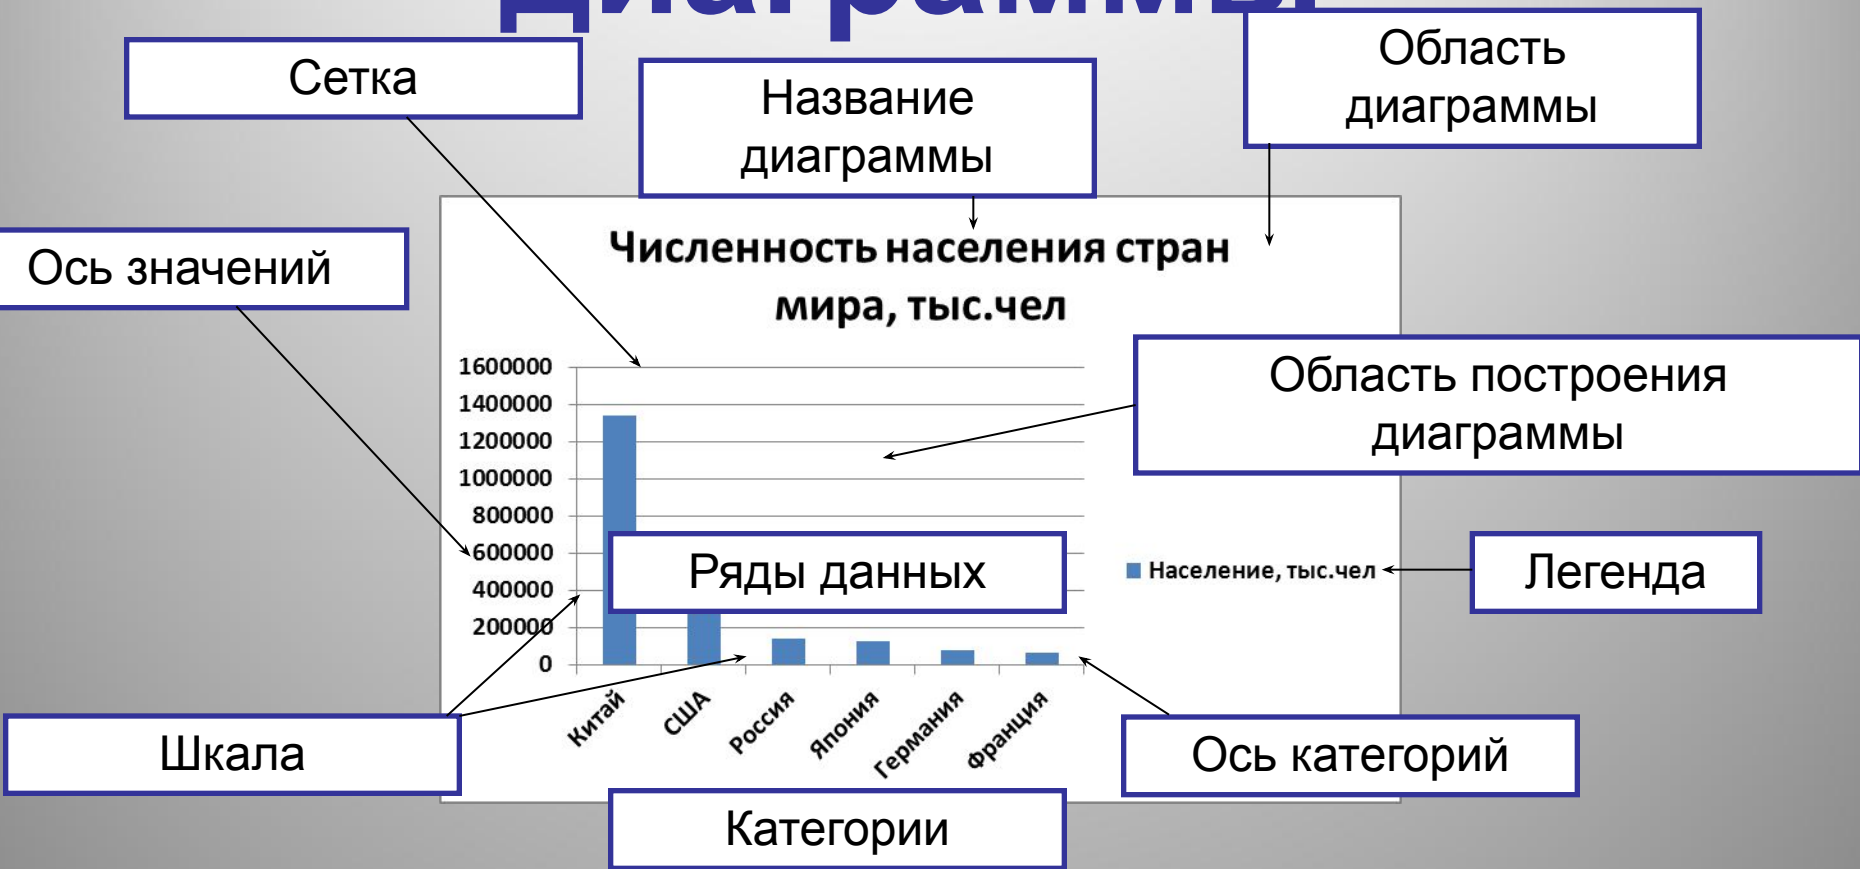 диаграммы
Сетка
Название
диаграммы
Область
диаграммы
Ось значений
Численность населения стран
мира, тыс.чел
Область построения
диаграммы
1600000
1400000
1200000
1000000
800000
600000
400000
200000
0
Ряды данных
Население, тыс.чел
Легенда
Китай
США
Россия
Япония
Германия
Франция
Шкала
Ось категорий
Категории